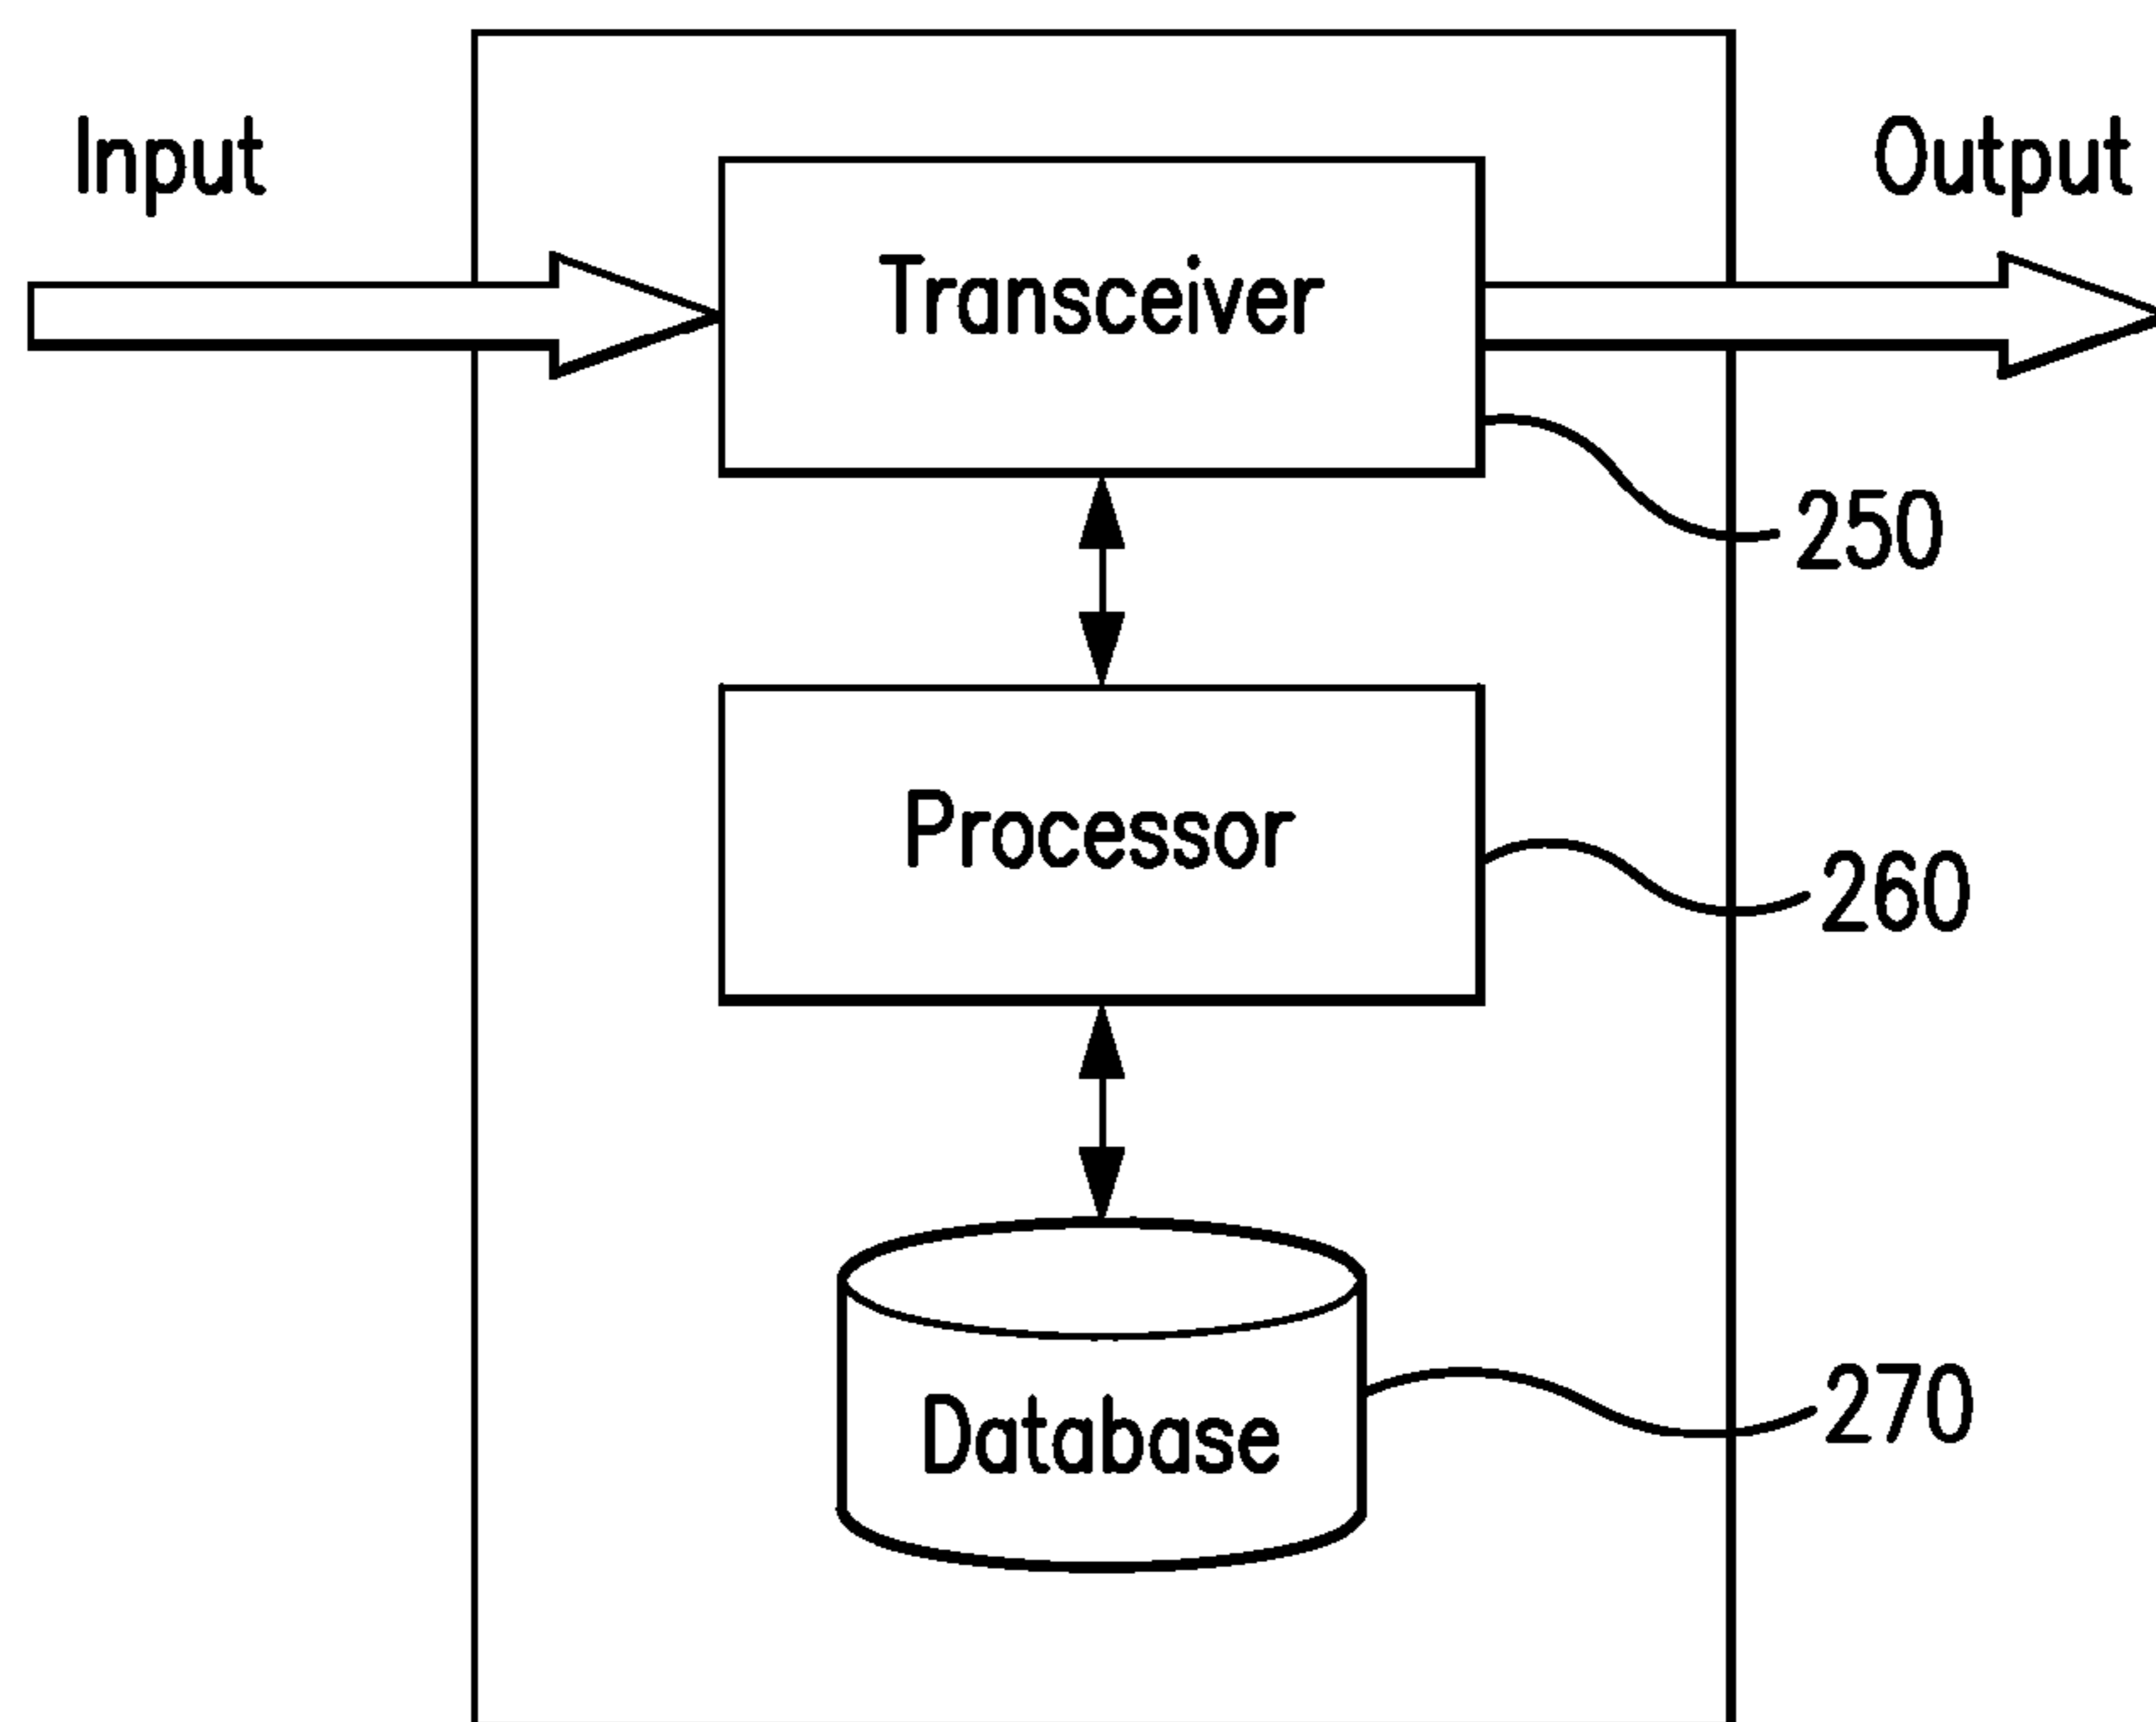 Input
Output
Transceiver
250
Processor
260
Database
270